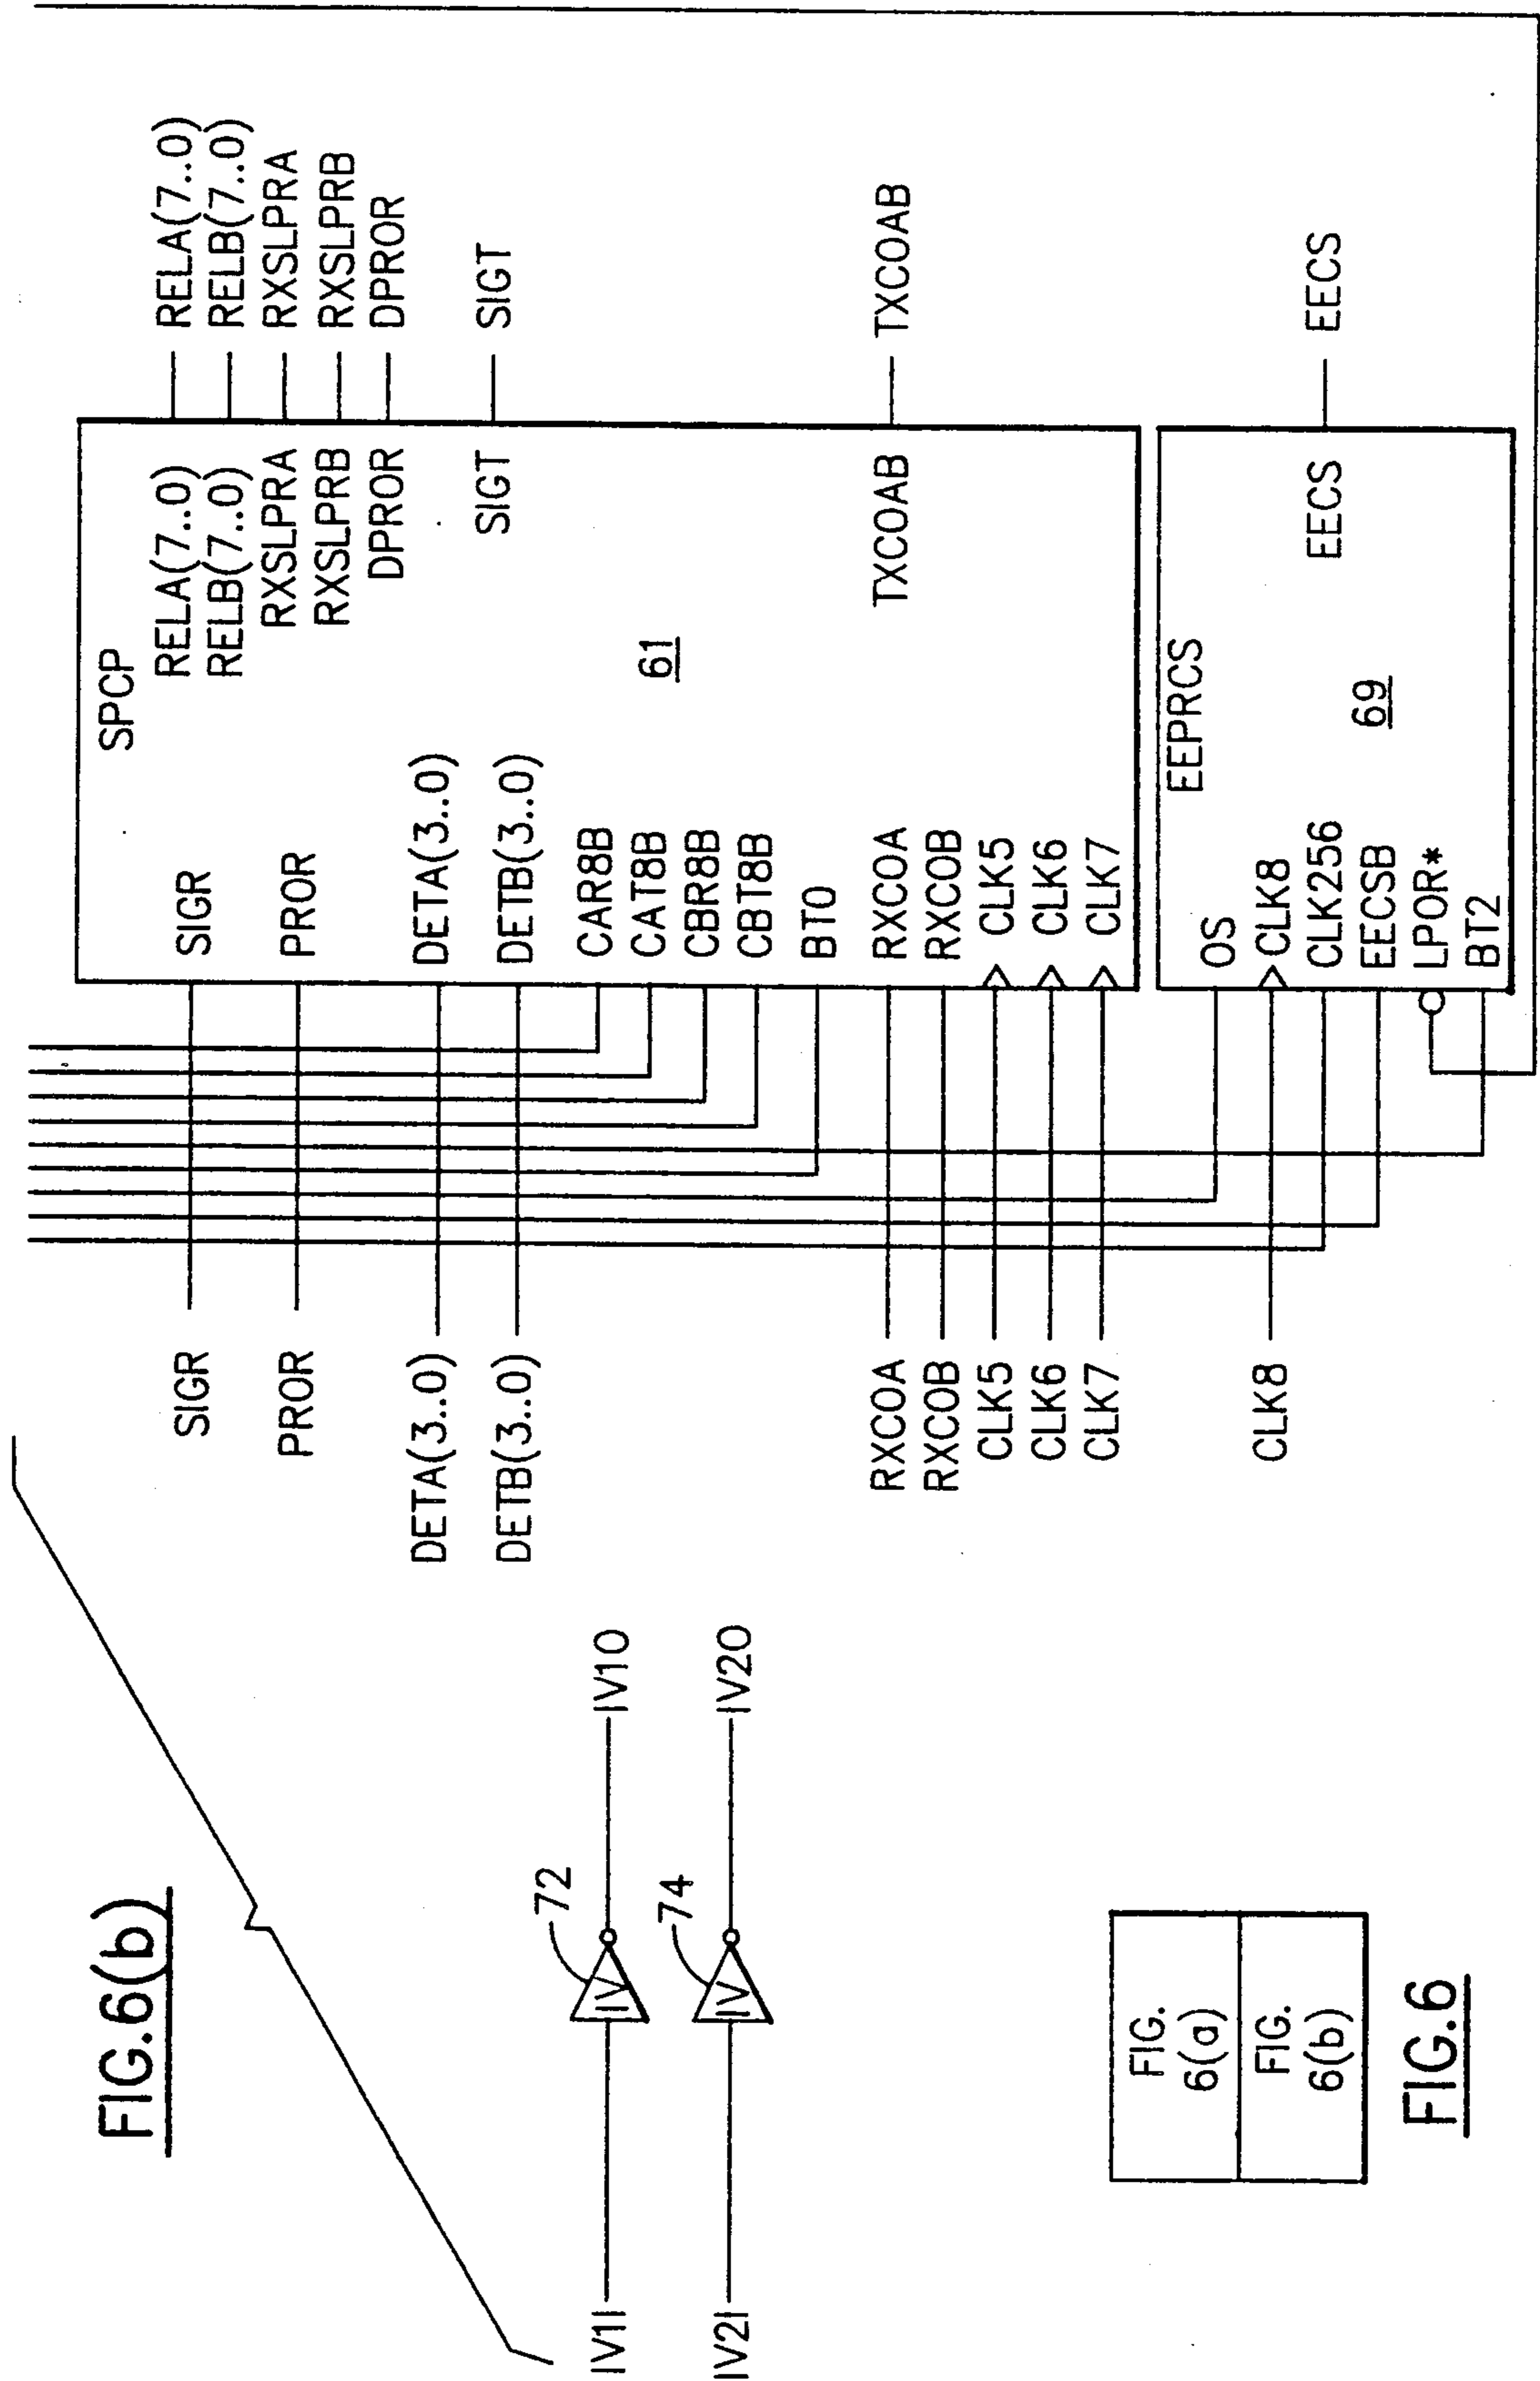 FIG.6(b)
SPCP
SIGR
SIGR
PROR
PROR
DETA(3..0)
DETA(3..0)
DETB(3..0)
DETB(3..0)
CAR8B
CAT8B
CBR8B
CBT8B
BT0
RXCOA
RXCOA
RXCOB
RXCOB
CLK5
CLK5
CLK6
CLK6
CLK7
CLK7
RELA(7..0)
RELA(7..0)
RELB(7..0)
RELB(7..0)
RXSLPRA
RXSLPRA
RXSLPRB
RXSLPRB
DPROR
DPROR
SIGT
SIGT
61
TXCOAB
TXCOAB
EEPRCS
OS
CLK8
CLK8
CLK256
EECSB
LPOR*
BT2
69
EECS
EECS
IV1I
IV
72
IV1O
IV2I
IV
74
IV2O
FIG.
6(a)
FIG.
6(b)
FIG.6